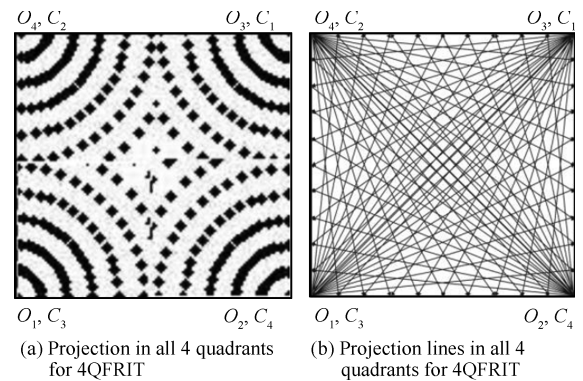 O4, C2 O3, C1 O4, C2 O3, C1
O1, C3 O2, C4 O1, C3 O2, C4
(a) Projection in all 4 quadrants
for 4QFRIT
(b) Projection lines in all 4
quadrants for 4QFRIT